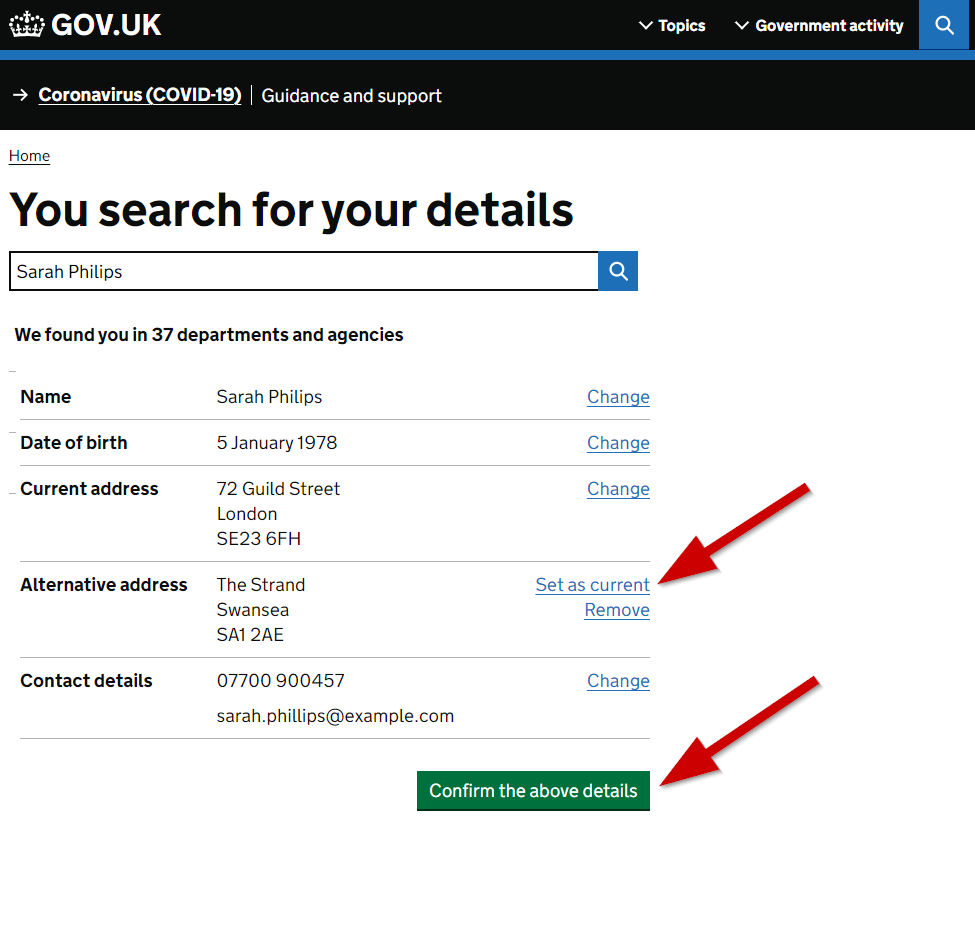 GOV.UK
Topics
Government activity
Coronavirus (COVID-19) Guidance and support
Home
You search for your details
Sarah Philips
We found you in 37 departments and agencies
Name Sarah Philips Change
Date of birth 5 January 1978 Change
Current address 72 Guild Street Change
London
SE23 6FH
Alternative address The Strand Set as current
Swansea Remove
SA1 2AE
Contact details 07700 900457 Change
sarah.phillips@example.com
Confirm the above details